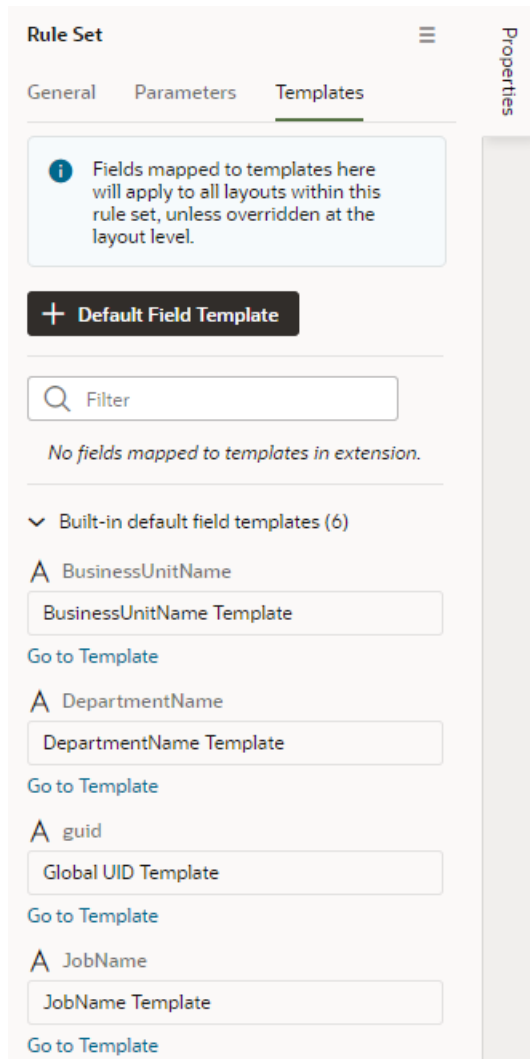 Rule Set
Properties
General Parameters Templates
Fields mapped to templates here
will apply to all layouts within this
rule set, unless overridden at the
layout level.
Default Field Template
Filter
No fields mapped to templates in extension.
Built-in default field templates (6)
A BusinessUnitName
BusinessUnitName Template
Go to Template
A DepartmentName
DepartmentName Template
Go to Template
A guid
Global UID Template
Go to Template
A JobName
JobName Template
Go to Template